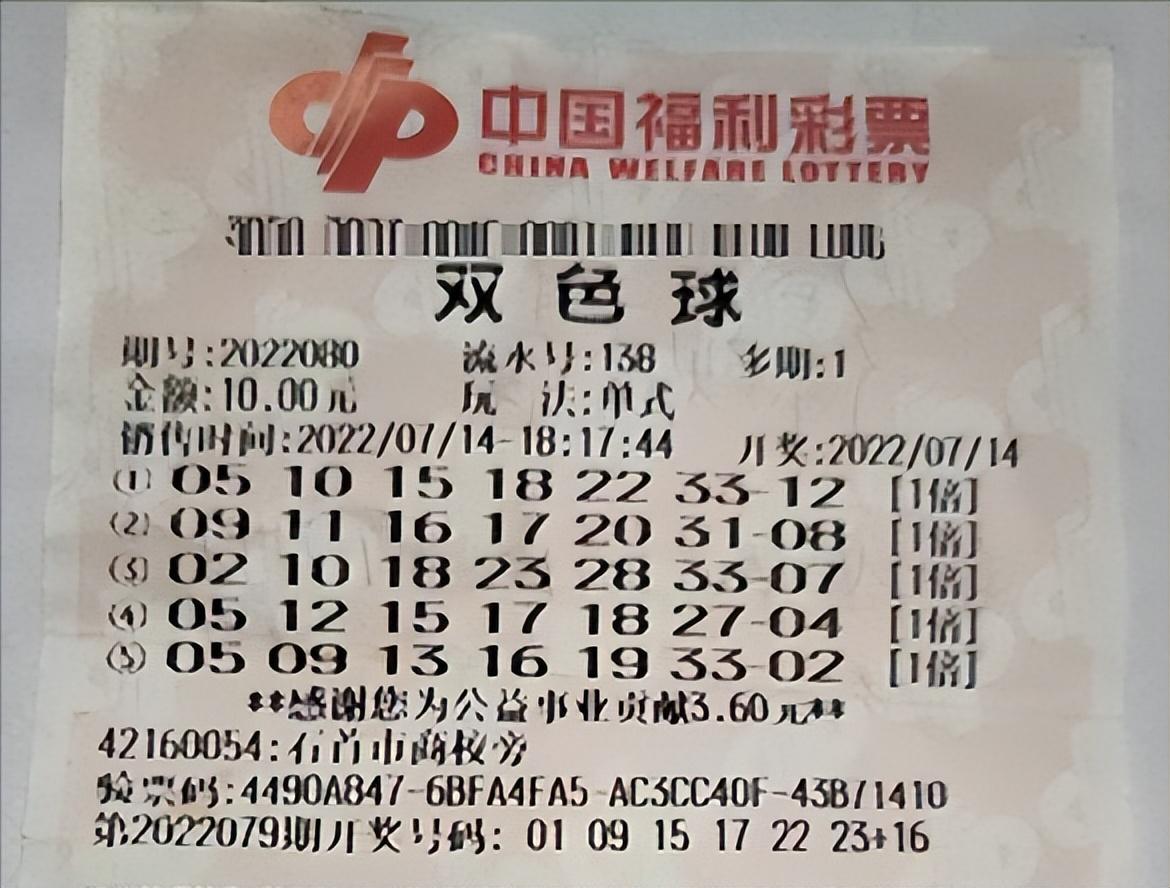 中国福利彩票
CHINA WELFARE LOTTERY
双色球
期号:2022080 流水号:138 多期:1
金额:10.00元 玩 法:单式
销售时间:2022/07/14-18:17:44 开奖:2022/07/14
(1) 05 10 15 18 22 33-12 [1倍]
(2) 09 11 16 17 20 31-08 [1倍]
(3) 02 10 18 23 28 33-07 [1倍]
(4) 05 12 15 17 18 27-04 [1倍]
(5) 05 09 13 16 19 33-02 [1倍]
**感谢您为公益事业贡献3.60元**
42160054:石首市商校旁
验票码:4490A847-6BFA4FA5-AC3CC40F-
第2022079期开奖号码: 01 09 15 17 22 23+16